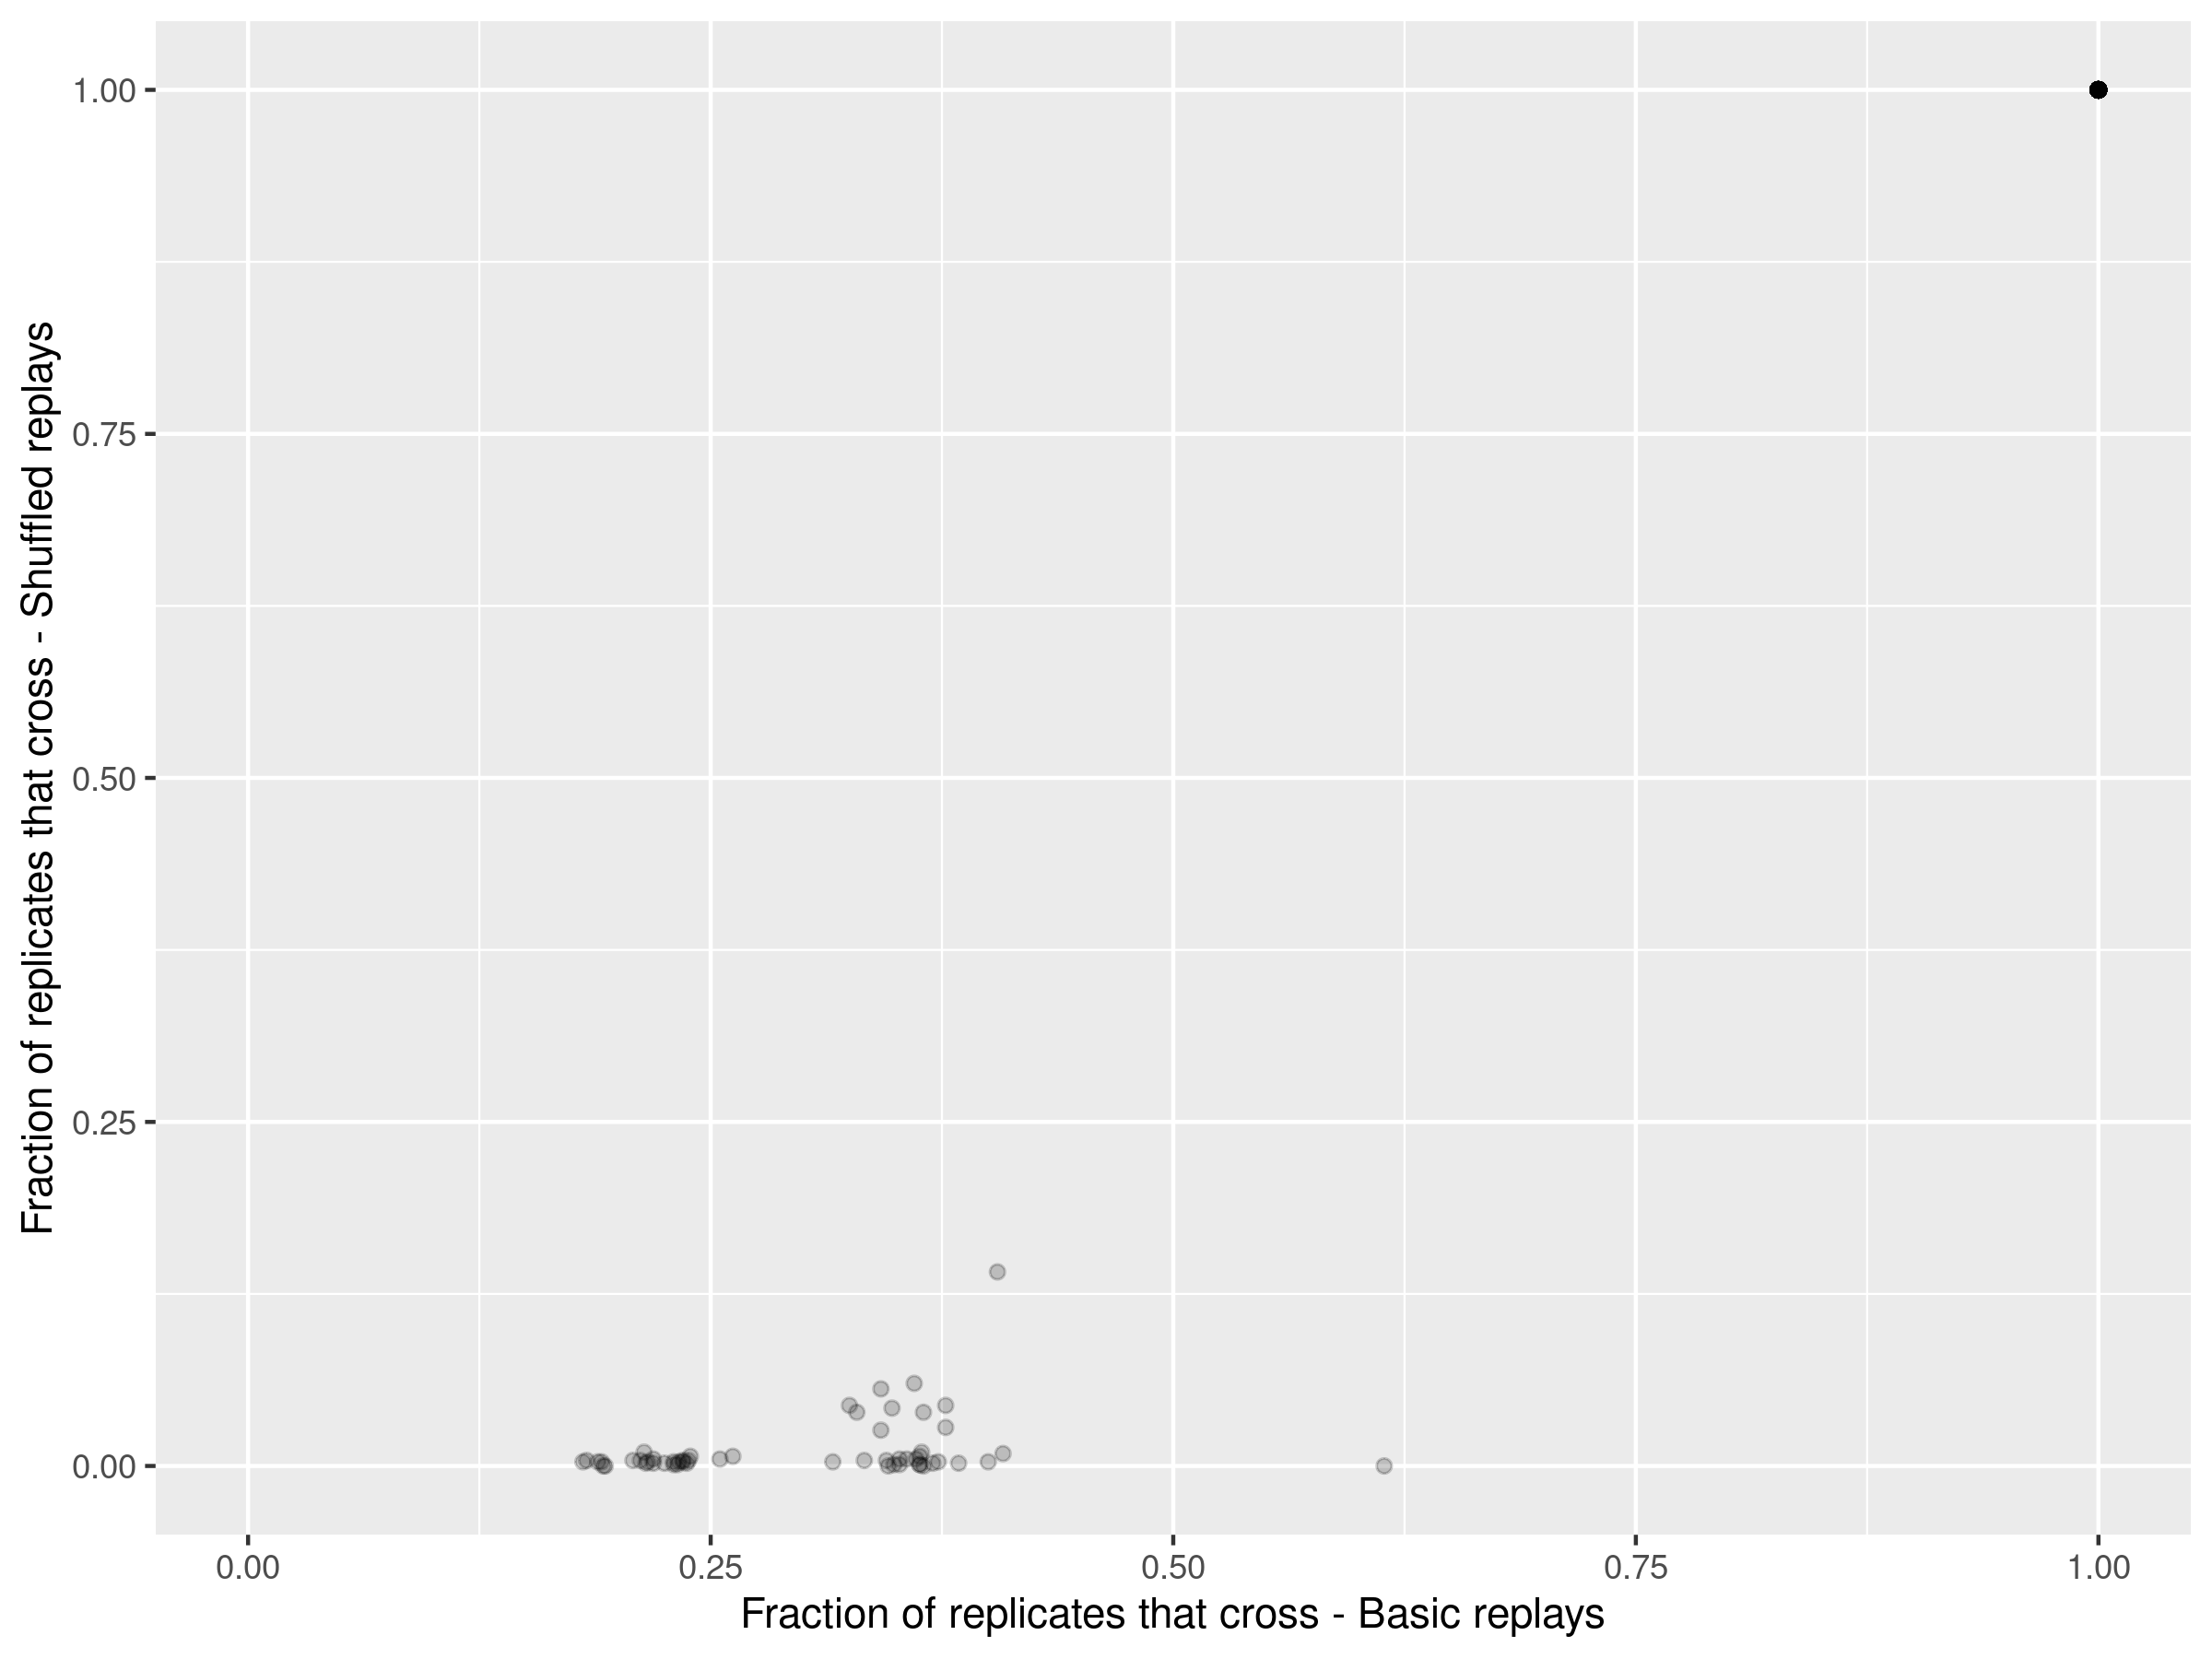 1.00
0.75
0.50
0.25
0.00
Fraction of replicates that cross - Shuffled replays
0.00 0.25 0.50 0.75 1.00
Fraction of replicates that cross - Basic replays